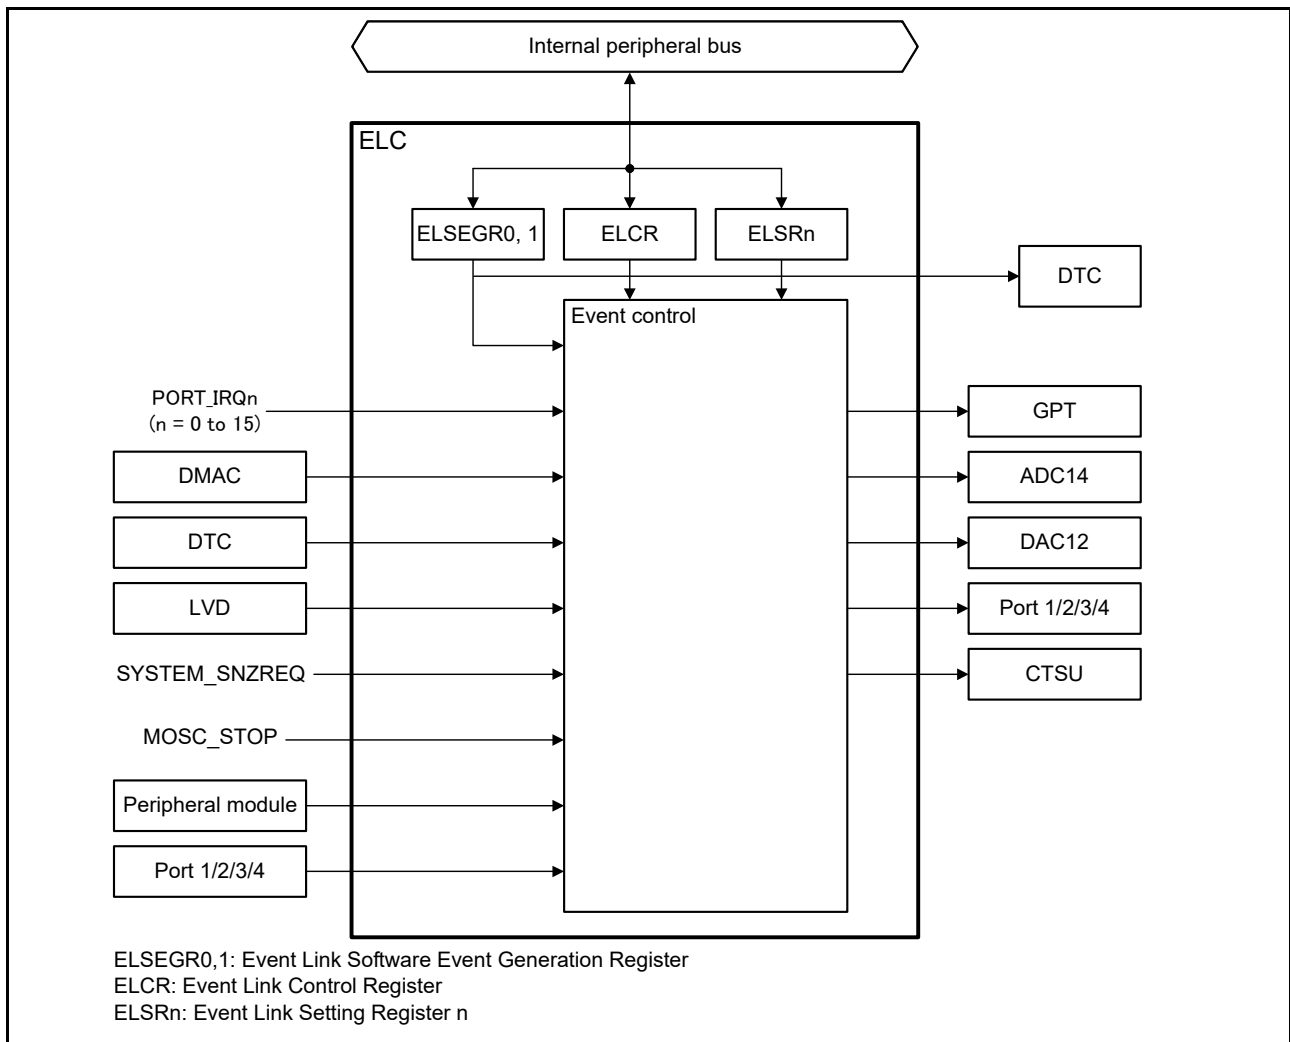 Internal peripheral bus
ELC
ELSEGR0, 1
ELCR
ELSRn
DTC
Event control
PORT_IRQn
(n = 0 to 15)
GPT
DMAC
ADC14
DTC
DAC12
LVD
Port 1/2/3/4
SYSTEM_SNZREQ
CTSU
MOSC_STOP
Peripheral module
Port 1/2/3/4
ELSEGR0,1: Event Link Software Event Generation Register
ELCR: Event Link Control Register
ELSRn: Event Link Setting Register n